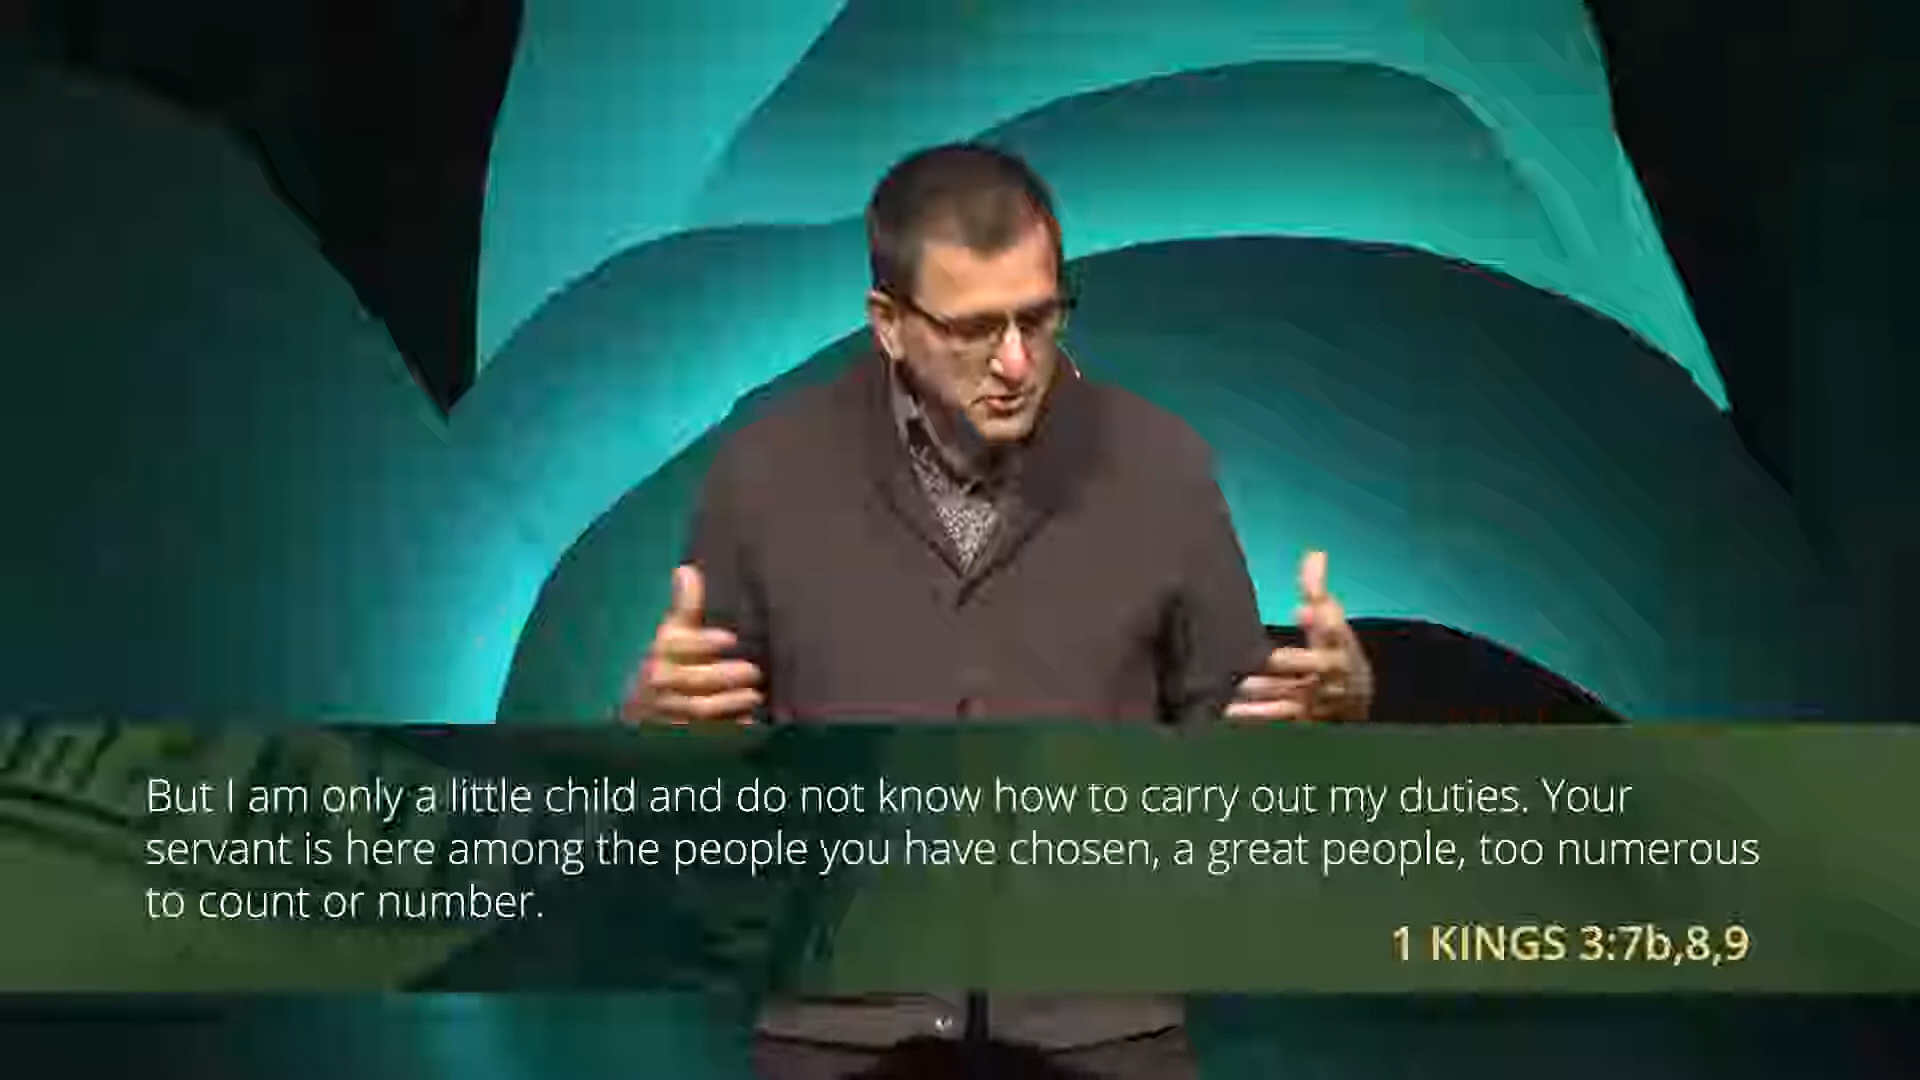 But I am only a little child and do not know how to carry out my duties. Your
servant is here among the people you have chosen, a great people, too numerous
to count or number.
1 KINGS 3:7b,8,9